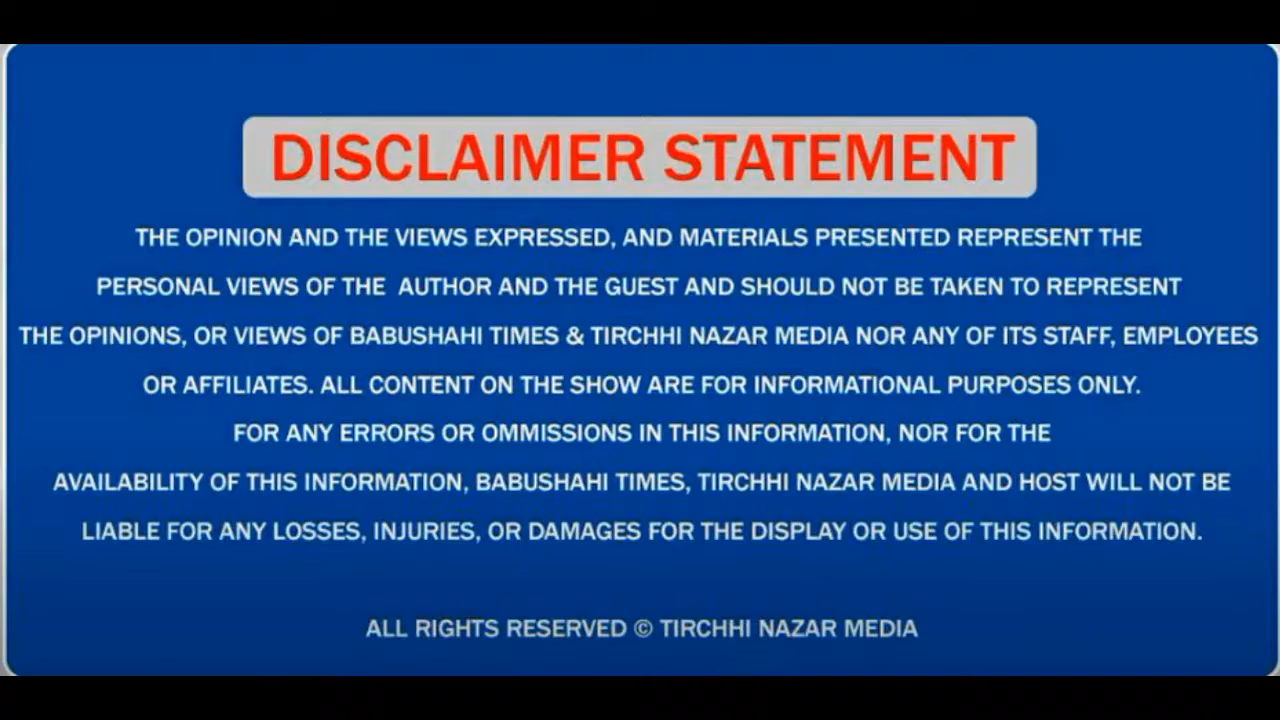 DISCLAIMER STATEMENT
THE OPINION AND THE VIEWS EXPRESSED, AND MATERIALS PRESENTED REPRESENT THE
PERSONAL VIEWS OF THE AUTHOR AND THE GUEST AND SHOULD NOT BE TAKEN TO REPRESENT
THE OPINIONS, OR VIEWS OF BABUSHAHI TIMES & TIRCHHI NAZAR MEDIA NOR ANY OF ITS STAFF, EMPLOYEES
OR AFFILIATES. ALL CONTENT ON THE SHOW ARE FOR INFORMATIONAL PURPOSES ONLY.
FOR ANY ERRORS OR OMMISSIONS IN THIS INFORMATION, NOR FOR THE
AVAILABILITY OF THIS INFORMATION, BABUSHAHI TIMES, TIRCHHI NAZAR MEDIA AND HOST WILL NOT BE
LIABLE FOR ANY LOSSES, INJURIES, OR DAMAGES FOR THE DISPLAY OR USE OF THIS INFORMATION.
ALL RIGHTS RESERVED © TIRCHHI NAZAR MEDIA